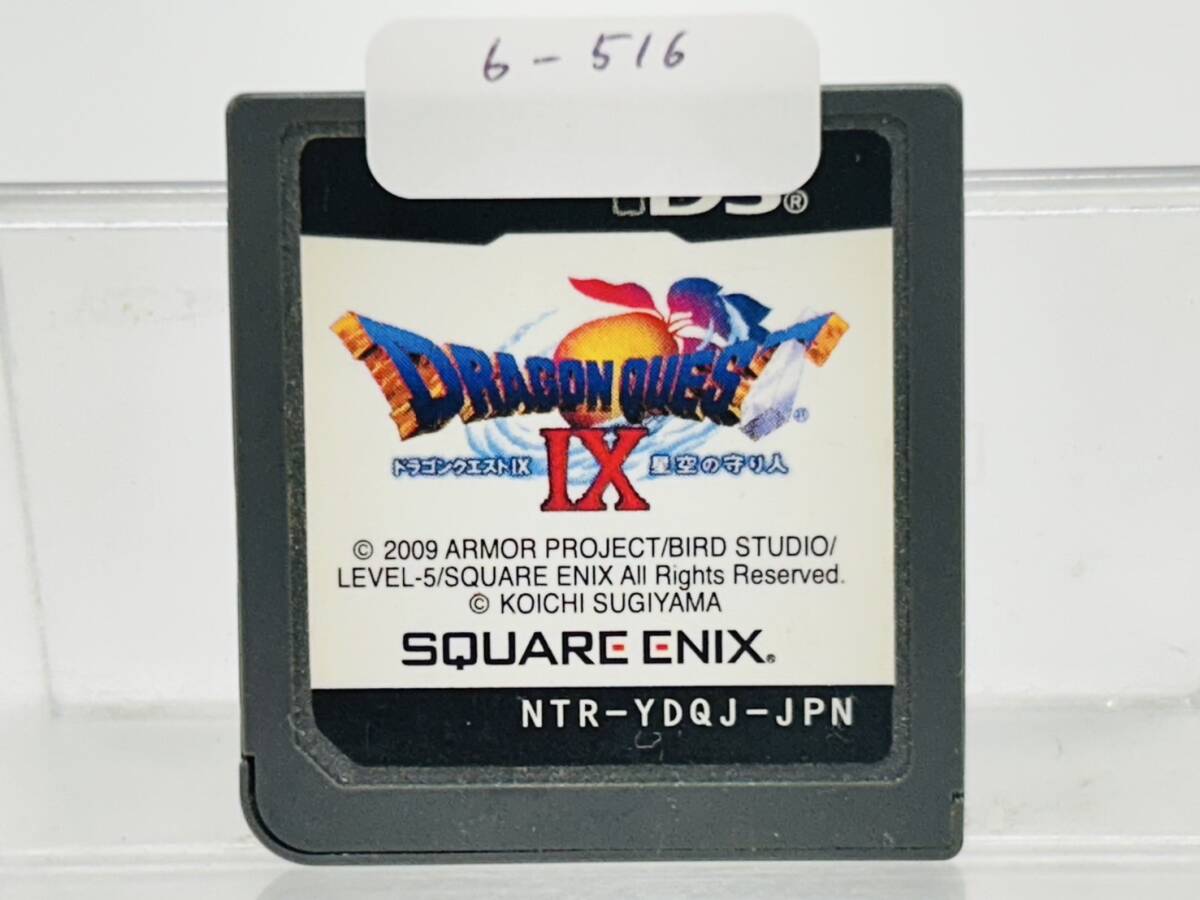 6-516
DS®
DRAGON QUEST®
IX
ドラゴンクエストIX 星空の守り人
© 2009 ARMOR PROJECT/BIRD STUDIO/
LEVEL-5/SQUARE ENIX All Rights Reserved.
© KOICHI SUGIYAMA
SQUARE ENIX®
NTR-YDQJ-JPN